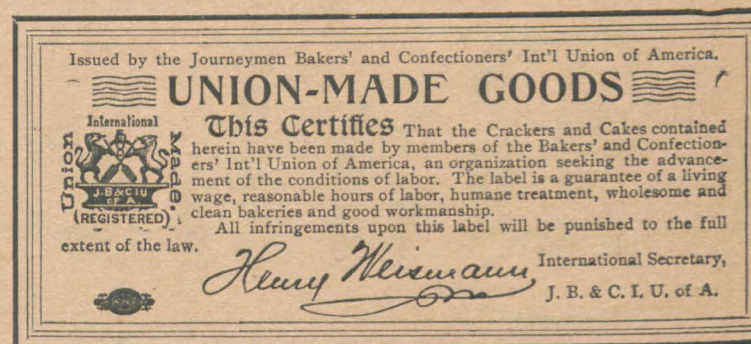 Issued by the Journeymen Bakers' and Confectioners' Int'l Union of America.
UNION-MADE GOODS
International
Union
Made.
J.B&CIU
OF A.
(REGISTERED)
This Certifies That the Crackers and Cakes contained
herein have been made by members of the Bakers' and Confection-
ers' Int'l Union of America, an organization seeking the advance-
ment of the conditions of labor. The label is a guarantee of a living
wage, reasonable hours of labor, humane treatment, wholesome and
clean bakeries and good workmanship.
All infringements upon this label will be punished to the full
extent of the law.
Henry Weismann International Secretary,
J. B. & C. I. U. of A.